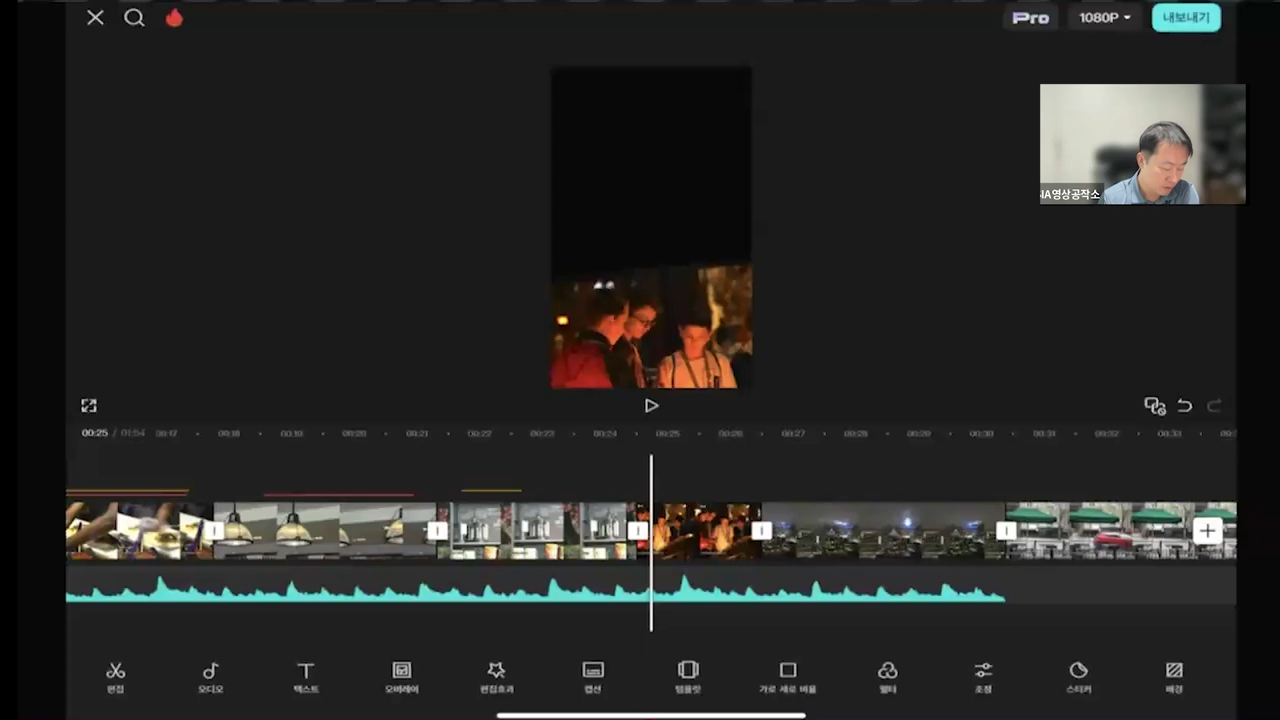 Pro 1080P 내보내기
IA영상공작소
00:25 / 01:54 00:17 00:18 00:19 00:20 00:21 00:22 00:23 00:24 00:25 00:26 00:27 00:28 00:29 00:30 00:31 00:32 00:33
편집 오디오 텍스트 오버레이 편집효과 캡션 템플릿 가로 세로 비율 필터 조정 스티커 배경